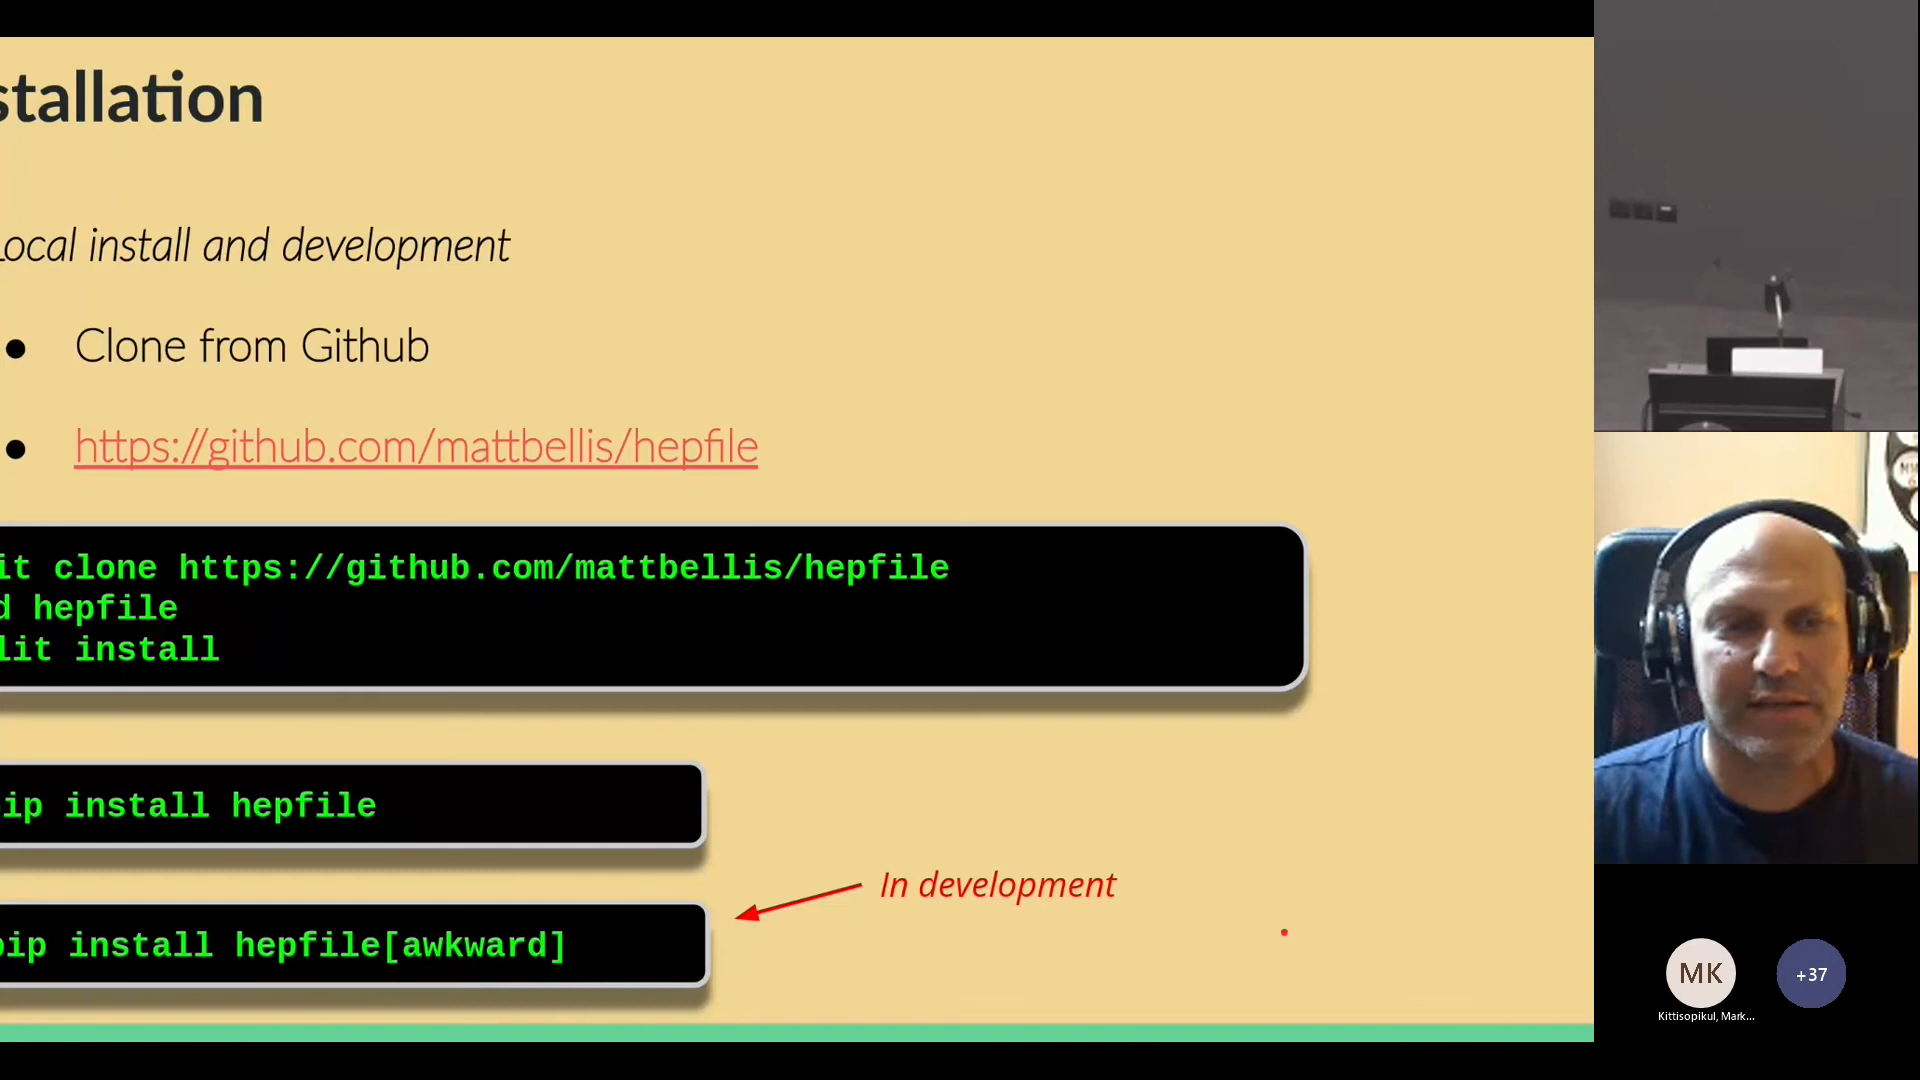 stallation
Local install and development
Clone from Github
https://github.com/mattbellis/hepfile
it clone https://github.com/mattbellis/hepfile
d hepfile
lit install
ip install hepfile
pip install hepfile[awkward]
In development
MK
+37
Kittisopikul, Mark...